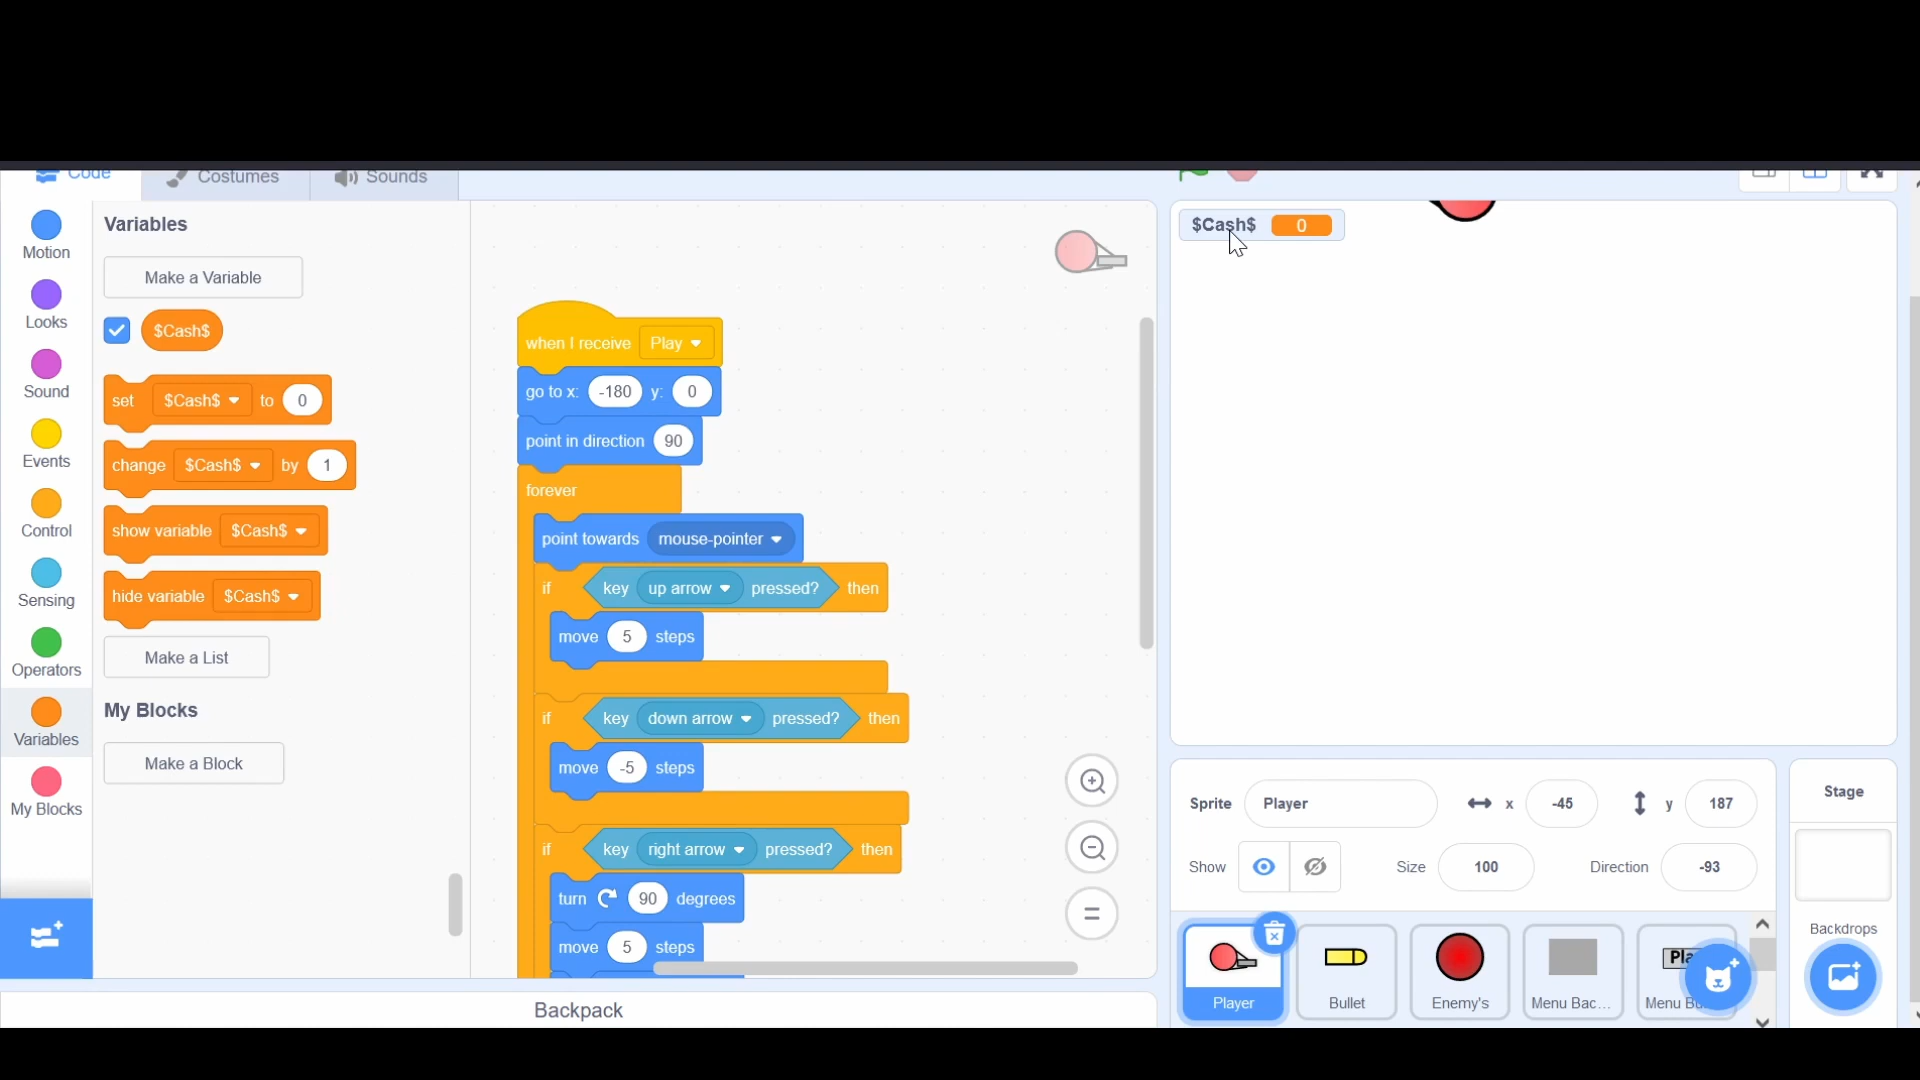 Code
Costumes
Sounds
Motion
Looks
Sound
Events
Control
Sensing
Operators
Variables
My Blocks
Variables
Make a Variable
$Cash$
set $Cash$ to 0
change $Cash$ by 1
show variable $Cash$
hide variable $Cash$
Make a List
My Blocks
Make a Block
when I receive Play
go to x: -180 y: 0
point in direction 90
forever
point towards mouse-pointer
if key up arrow pressed? then
move 5 steps
if key down arrow pressed? then
move -5 steps
if key right arrow pressed? then
turn 90 degrees
move 5 steps
Backpack
$Cash$ 0
Sprite Player x -45 y 187
Show Size 100 Direction -93
Player
Bullet
Enemy's
Menu Bac...
Pla
Menu Bu
Stage
Backdrops